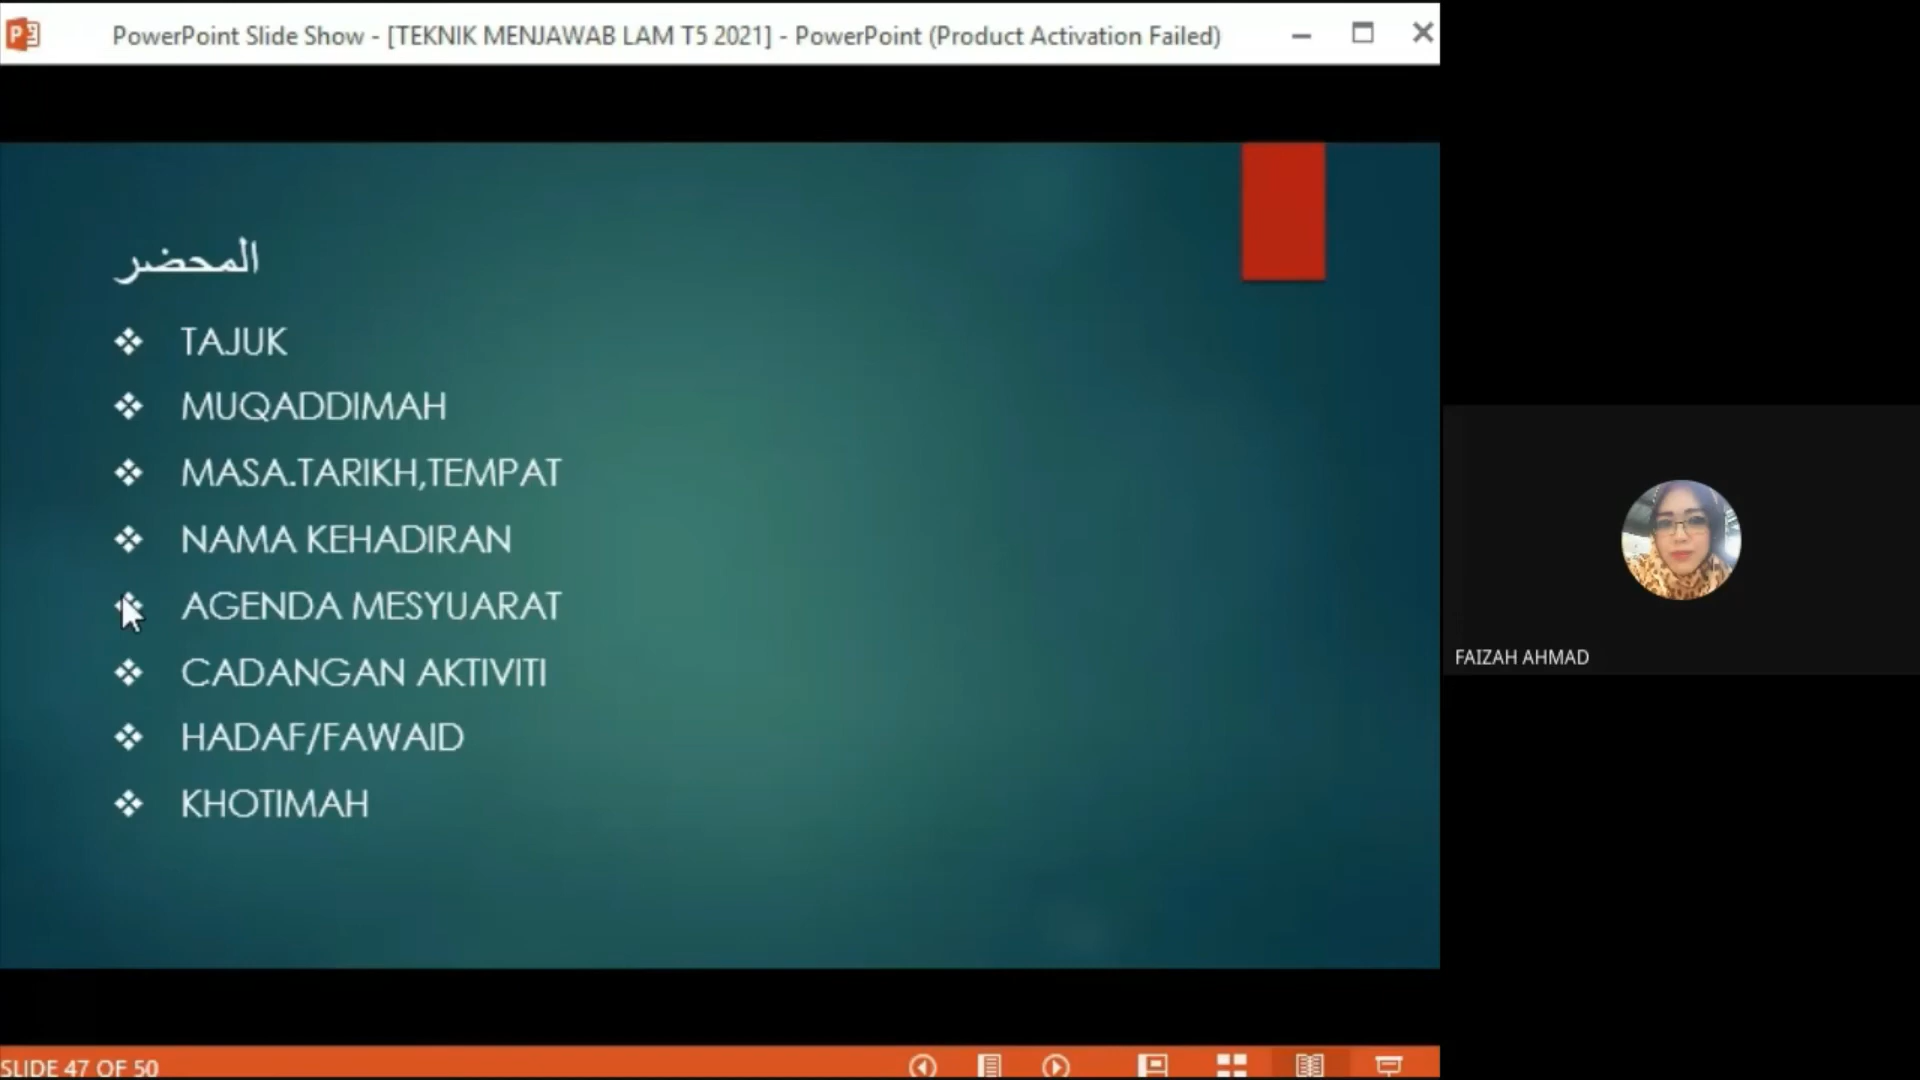 PowerPoint Slide Show - [TEKNIK MENJAWAB LAM T5 2021] - PowerPoint (Product Activation Failed)
المحضر
TAJUK
MUQADDIMAH
MASA.TARIKH,TEMPAT
NAMA KEHADIRAN
AGENDA MESYUARAT
CADANGAN AKTIVITI
HADAF/FAWAID
KHOTIMAH
FAIZAH AHMAD
SLIDE 47 OF 50